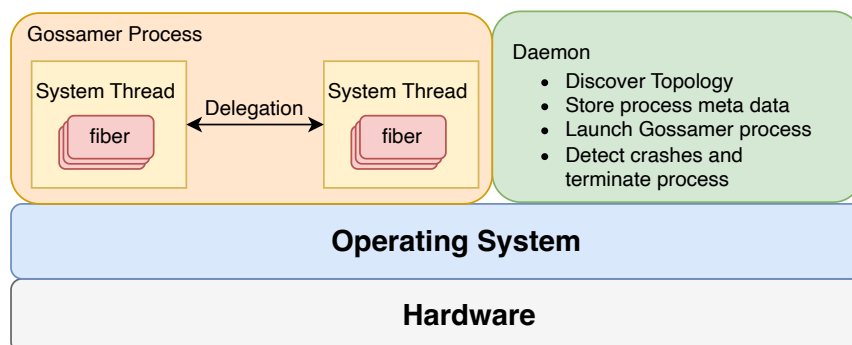 Gossamer Process
System Thread
fiber
Delegation
System Thread
fiber
Daemon
• Discover Topology
• Store process meta data
• Launch Gossamer process
• Detect crashes and
terminate process
Operating System
Hardware